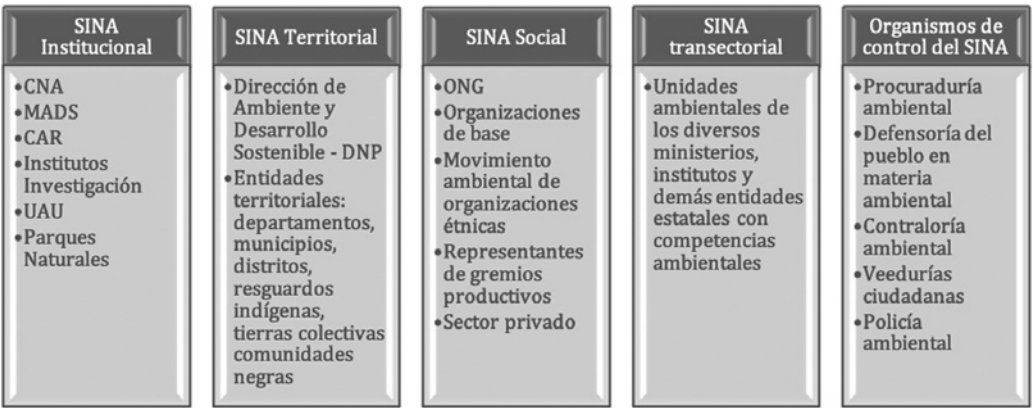 SINA
Institucional
•CNA
•MADS
•CAR
•Institutos
Investigación
•UAU
•Parques
Naturales
SINA Territorial
•Dirección de
Ambiente y
Desarrollo
Sostenible - DNP
•Entidades
territoriales:
departamentos,
municipios,
distritos,
resguardos
indígenas,
tierras colectivas
comunidades
negras
SINA Social
•ONG
•Organizaciones
de base
•Movimiento
ambiental de
organizaciones
étnicas
•Representantes
de gremios
productivos
•Sector privado
SINA
transectorial
•Unidades
ambientales de
los diversos
ministerios,
institutos y
demás entidades
estatales con
competencias
ambientales
Organismos de
control del SINA
•Procuraduría
ambiental
•Defensoría del
pueblo en
materia
ambiental
•Contraloría
ambiental
•Veedurías
ciudadanas
•Policía
ambiental